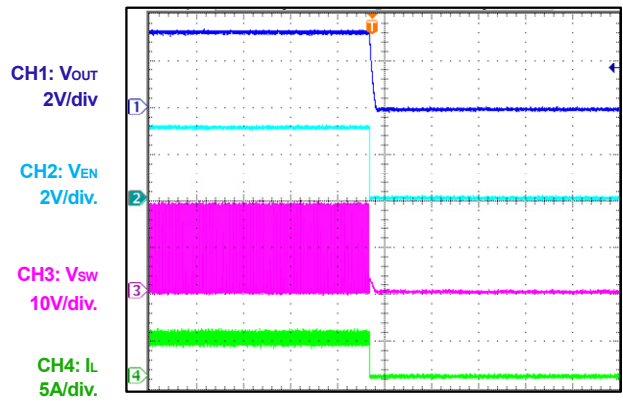 T
CH1: VOUT
2V/div
1
CH2: VEN
2V/div.
2
CH3: VSW
10V/div.
3
CH4: IL
5A/div.
4